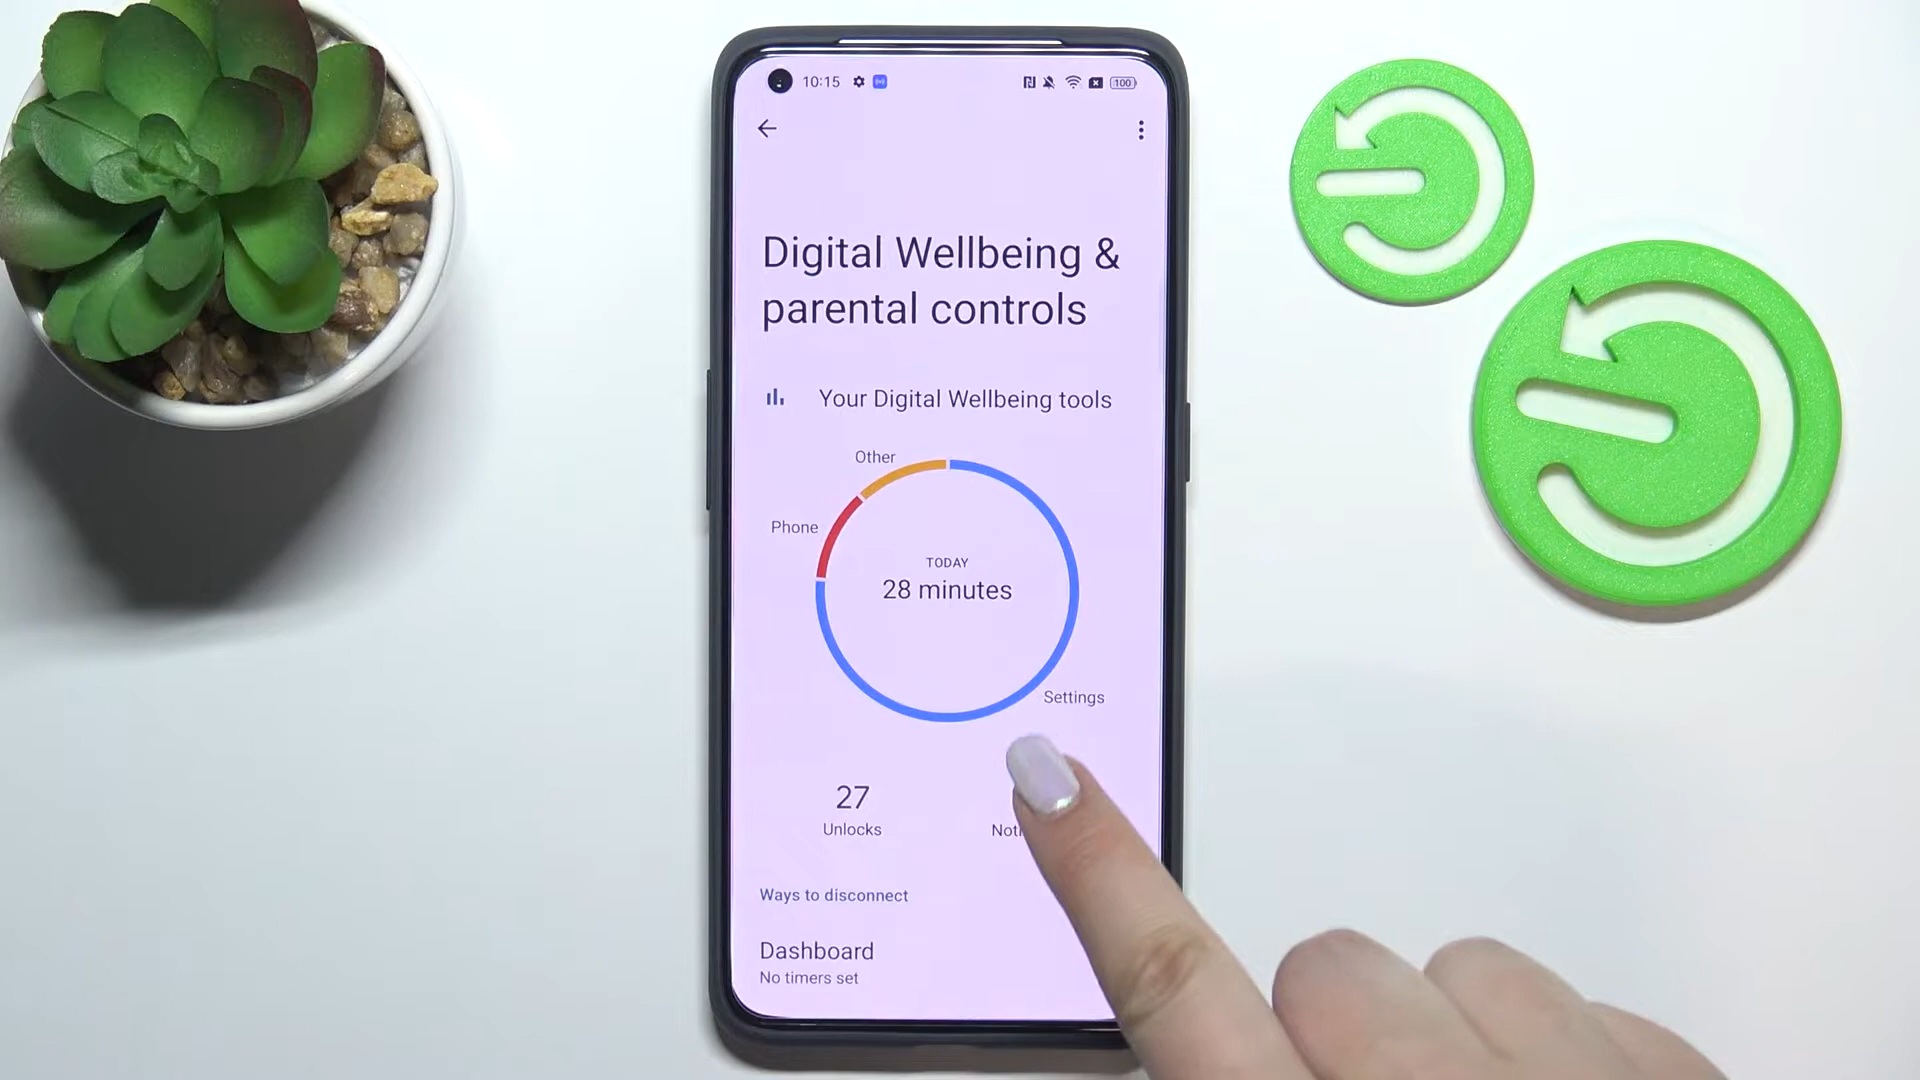 10:15
100
Digital Wellbeing &
parental controls
Your Digital Wellbeing tools
Other
Phone
TODAY
28 minutes
Settings
27
Unlocks
Ways to disconnect
Dashboard
No timers set